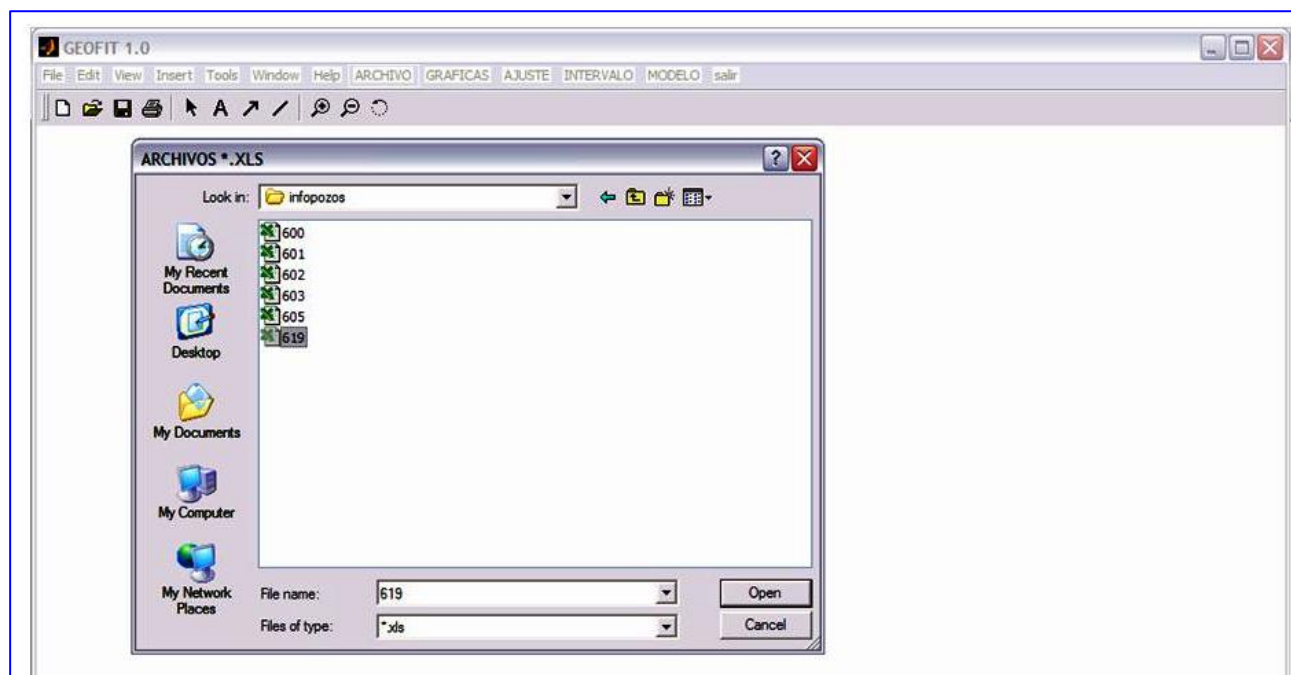 GEOFIT 1.0
File Edit View Insert Tools Window Help ARCHIVO GRAFICAS AJUSTE INTERVALO MODELO salir
A
ARCHIVOS *.XLS
Look in: infopozos
600
601
602
603
605
619
My Recent
Documents
Desktop
My Documents
My Computer
My Network
Places
File name: 619 Open
Files of type: *.xls Cancel